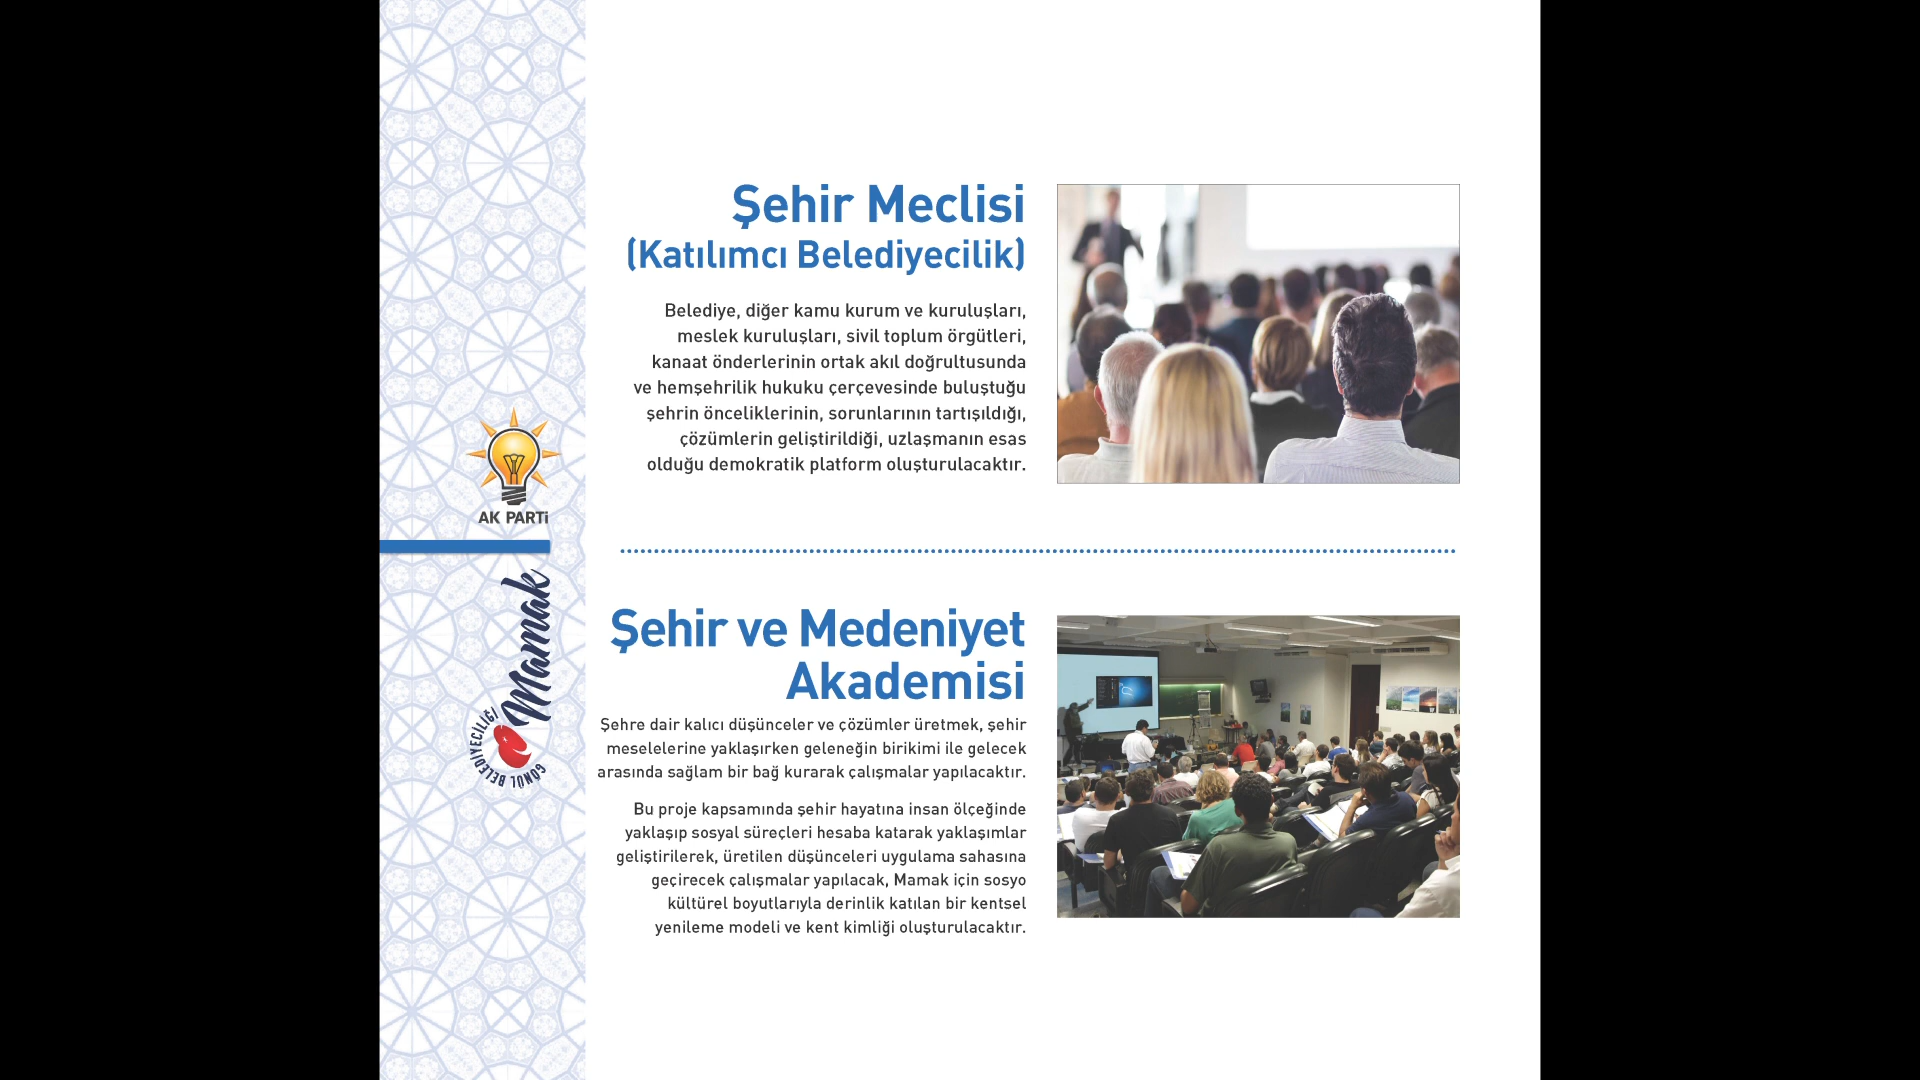 Şehir Meclisi
(Katılımcı Belediyecilik)
Belediye, diğer kamu kurum ve kuruluşları,
meslek kuruluşları, sivil toplum örgütleri,
kanaat önderlerinin ortak akıl doğrultusunda
ve hemşehrilik hukuku çerçevesinde buluştuğu
şehrin önceliklerinin, sorunlarının tartışıldığı,
çözümlerin geliştirildiği, uzlaşmanın esas
olduğu demokratik platform oluşturulacaktır.
AK PARTi
Mamak
GÖNÜL BELEDİYECİLİĞİ
Şehir ve Medeniyet
Akademisi
Şehre dair kalıcı düşünceler ve çözümler üretmek, şehir
meselelerine yaklaşırken geleneğin birikimi ile gelecek
arasında sağlam bir bağ kurarak çalışmalar yapılacaktır.
Bu proje kapsamında şehir hayatına insan ölçeğinde
yaklaşıp sosyal süreçleri hesaba katarak yaklaşımlar
geliştirilerek, üretilen düşünceleri uygulama sahasına
geçirecek çalışmalar yapılacak, Mamak için sosyo
kültürel boyutlarıyla derinlik katılan bir kentsel
yenileme modeli ve kent kimliği oluşturulacaktır.